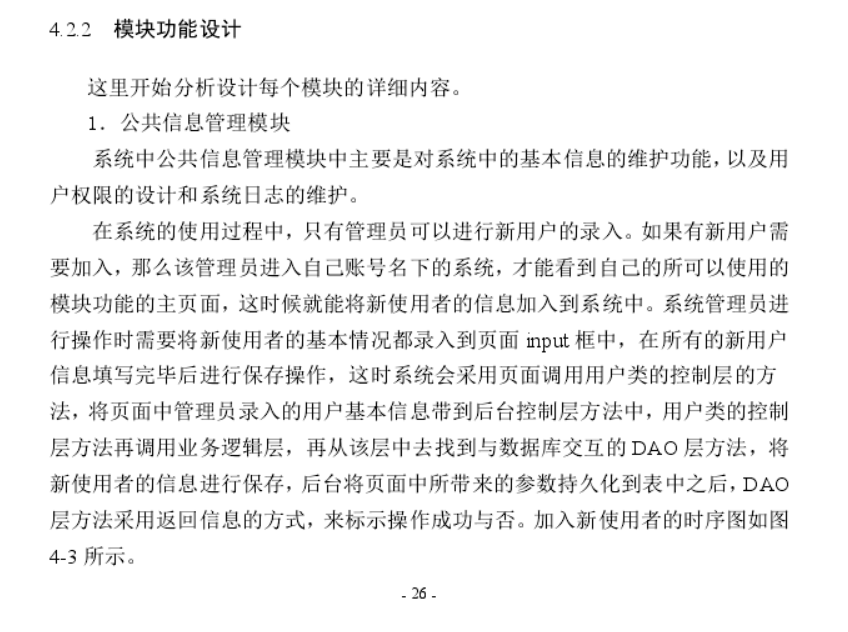 4.2.2 模块功能设计
这里开始分析设计每个模块的详细内容。
1．公共信息管理模块
系统中公共信息管理模块中主要是对系统中的基本信息的维护功能，以及用
户权限的设计和系统日志的维护。
在系统的使用过程中，只有管理员可以进行新用户的录入。如果有新用户需
要加入，那么该管理员进入自己账号名下的系统，才能看到自己的所可以使用的
模块功能的主页面，这时候就能将新使用者的信息加入到系统中。系统管理员进
行操作时需要将新使用者的基本情况都录入到页面 input 框中，在所有的新用户
信息填写完毕后进行保存操作，这时系统会采用页面调用用户类的控制层的方
法，将页面中管理员录入的用户基本信息带到后台控制层方法中，用户类的控制
层方法再调用业务逻辑层，再从该层中去找到与数据库交互的 DAO 层方法，将
新使用者的信息进行保存，后台将页面中所带来的参数持久化到表中之后，DAO
层方法采用返回信息的方式，来标示操作成功与否。加入新使用者的时序图如图
4-3 所示。
- 26 -